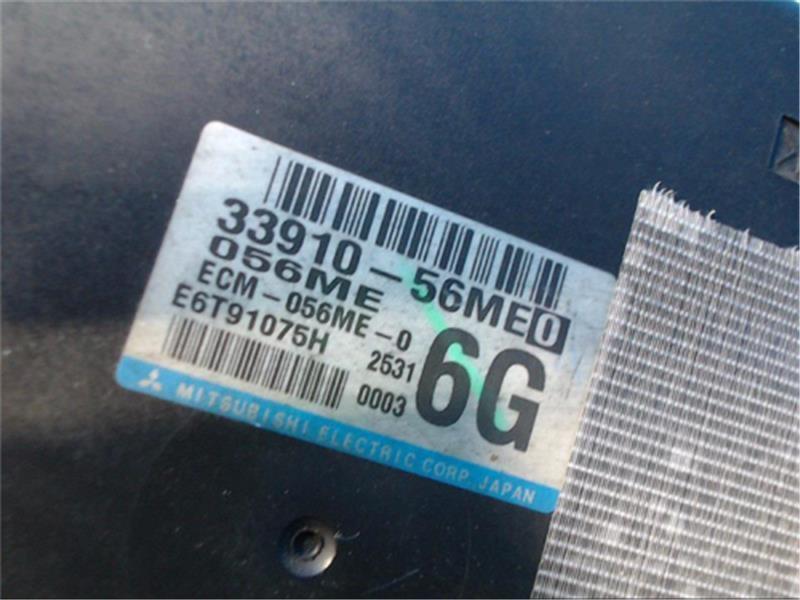 33910-56ME0
056ME
ECM-056ME-0
E6T91075H
2531
0003
6G
MITSUBISHI ELECTRIC CORP. JAPAN